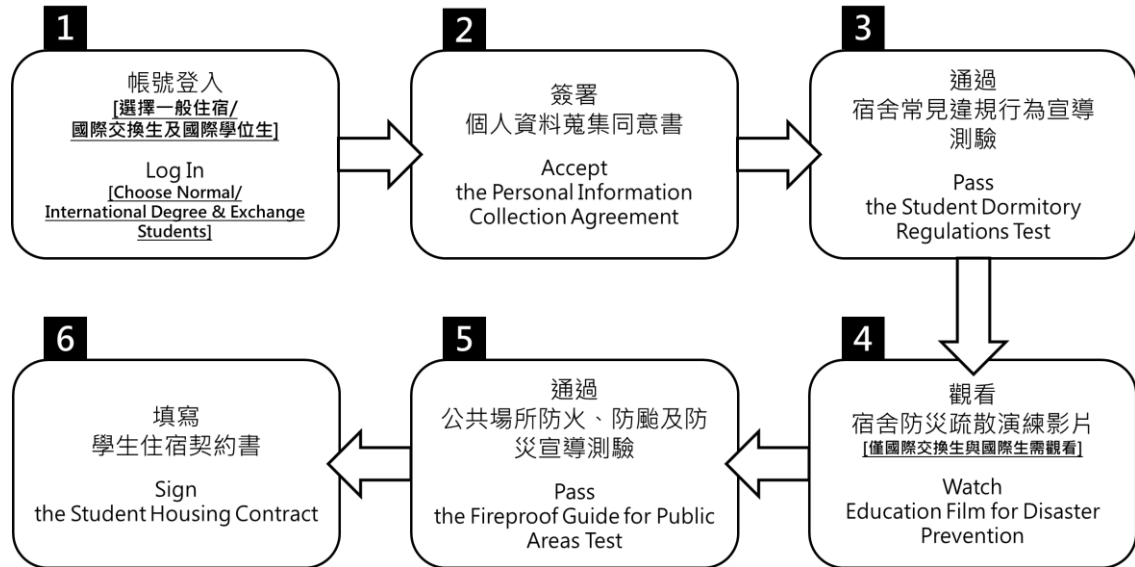 1
帳號登入
[選擇一般住宿/
國際交換生及國際學位生]
Log In
[Choose Normal/
International Degree & Exchange
Students]
2
簽署
個人資料蒐集同意書
Accept
the Personal Information
Collection Agreement
3
通過
宿舍常見違規行為宣導
測驗
Pass
the Student Dormitory
Regulations Test
4
觀看
宿舍防災疏散演練影片
[僅國際交換生與國際生需觀看]
Watch
Education Film for Disaster
Prevention
5
通過
公共場所防火、防颱及防
災宣導測驗
Pass
the Fireproof Guide for Public
Areas Test
6
填寫
學生住宿契約書
Sign
the Student Housing Contract